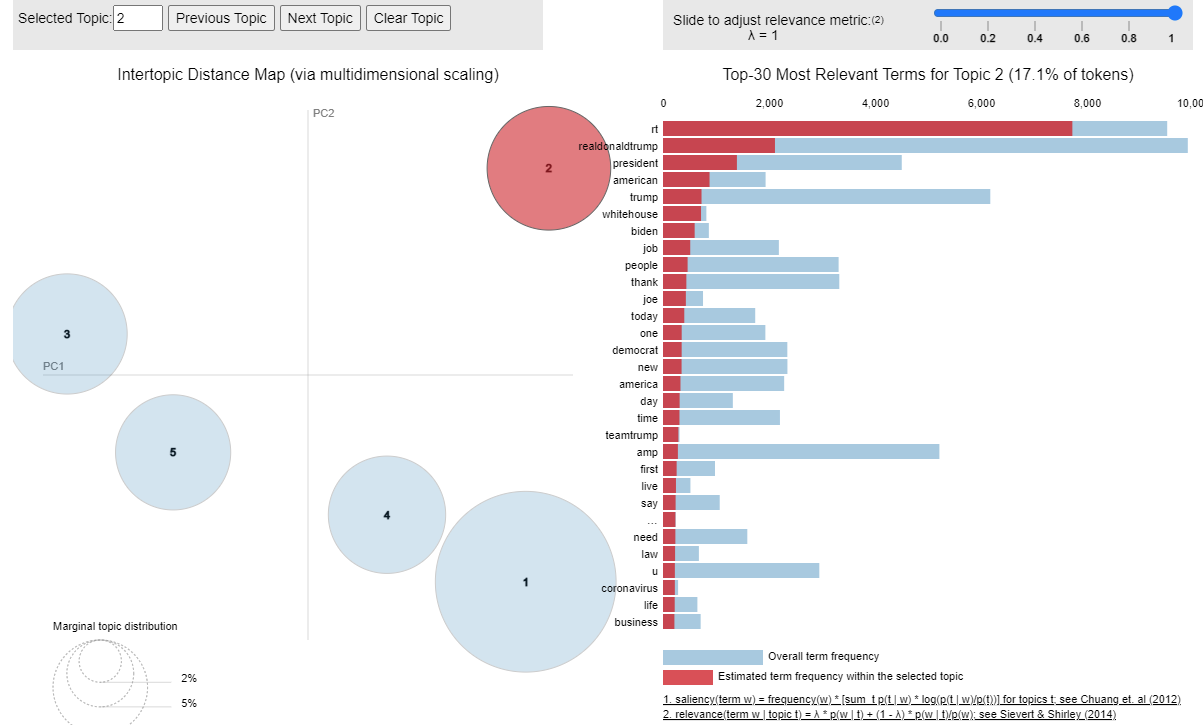 Selected Topic: 2 Previous Topic Next Topic Clear Topic
Slide to adjust relevance metric:(2)
λ = 1
0.0 0.2 0.4 0.6 0.8 1
Intertopic Distance Map (via multidimensional scaling)
PC2
PC1
2
3
5
4
1
Marginal topic distribution
2%
5%
Top-30 Most Relevant Terms for Topic 2 (17.1% of tokens)
0 2,000 4,000 6,000 8,000 10,00
rt
realdonaldtrump
president
american
trump
whitehouse
biden
job
people
thank
joe
today
one
democrat
new
america
day
time
teamtrump
amp
first
live
say
...
need
law
u
coronavirus
life
business
Overall term frequency
Estimated term frequency within the selected topic
1. saliency(term w) = frequency(w) * [sum_t p(t | w) * log(p(t | w)/p(t))] for topics t; see Chuang et. al (2012)
2. relevance(term w | topic t) = λ * p(w | t) + (1 - λ) * p(w | t)/p(w); see Sievert & Shirley (2014)